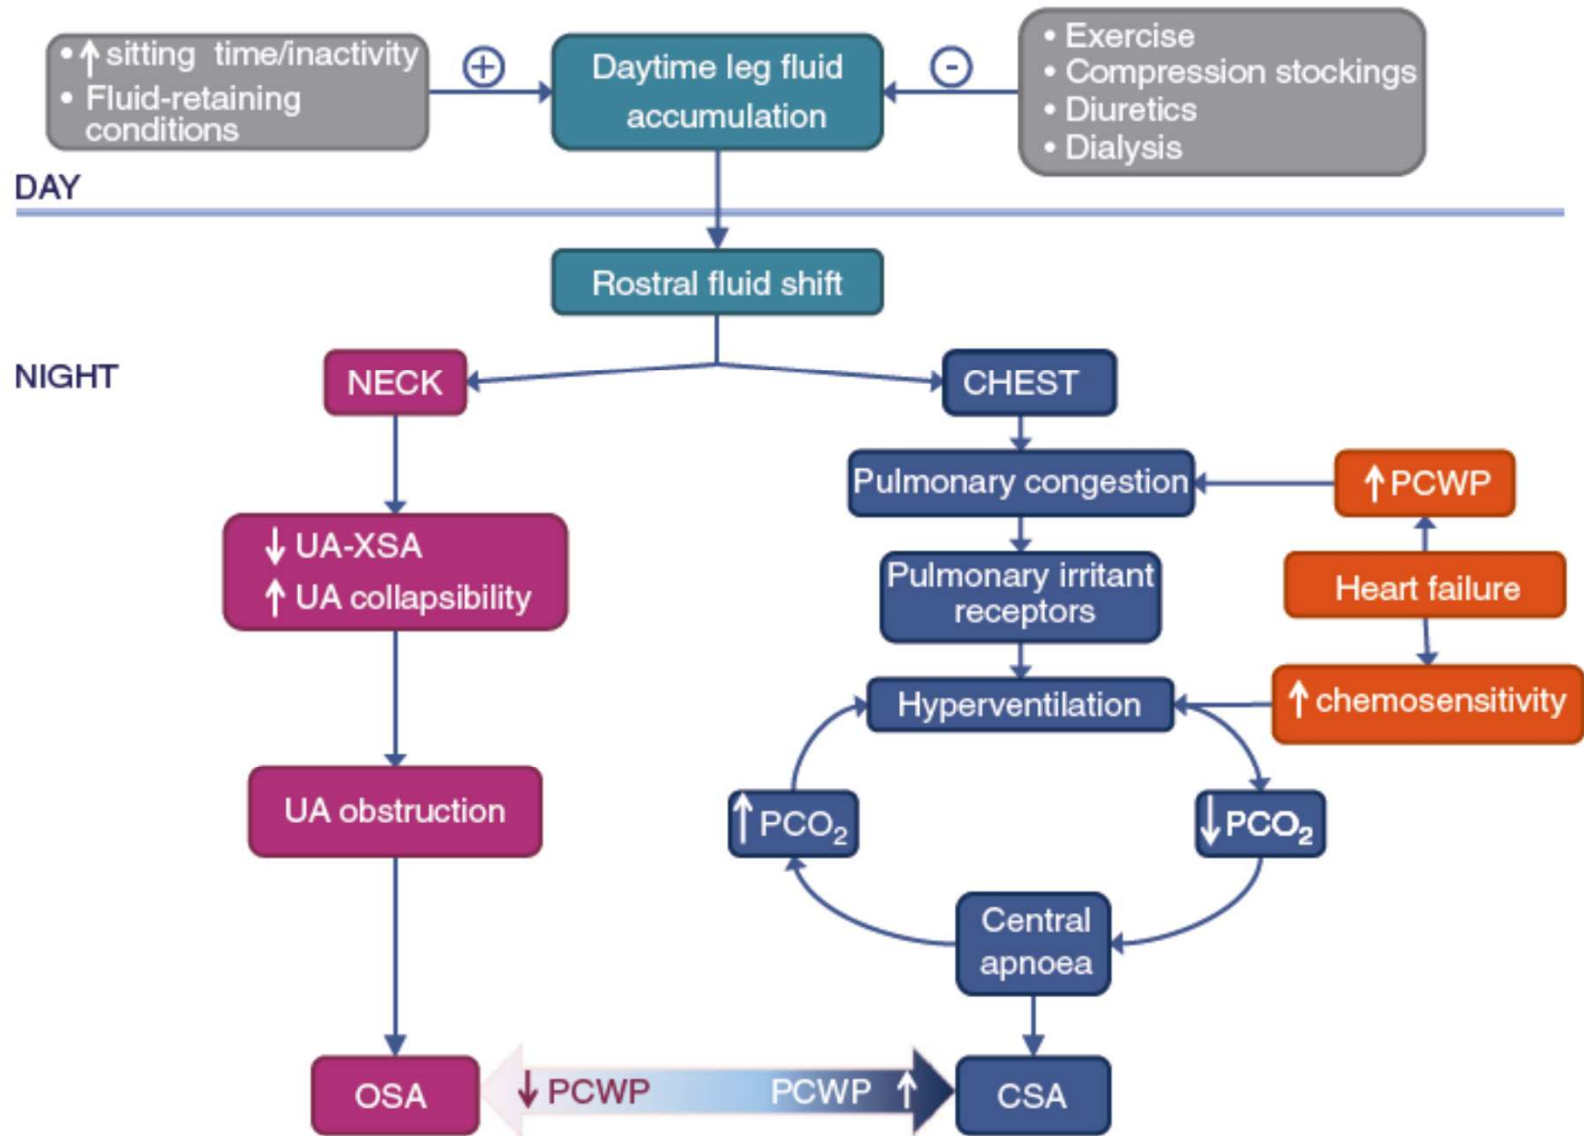 • ↑ sitting time/inactivity
• Fluid-retaining
conditions
+
Daytime leg fluid
accumulation
-
• Exercise
• Compression stockings
• Diuretics
• Dialysis
DAY
Rostral fluid shift
NIGHT
NECK
CHEST
↓ UA-XSA
↑ UA collapsibility
Pulmonary congestion
↑ PCWP
Pulmonary irritant
receptors
Heart failure
Hyperventilation
↑ chemosensitivity
UA obstruction
↑ PCO₂
↓ PCO₂
Central
apnoea
OSA
↓ PCWP
PCWP ↑
CSA